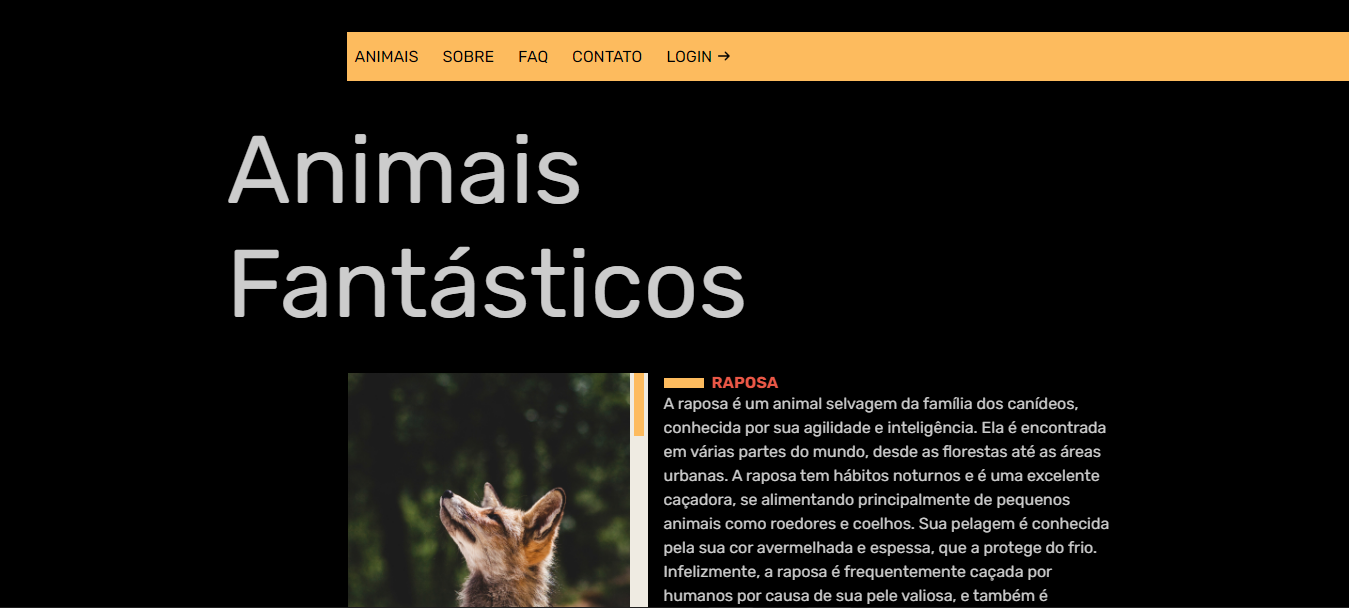 ANIMAIS SOBRE FAQ CONTATO LOGIN →
Animais
Fantásticos
RAPOSA
A raposa é um animal selvagem da família dos canídeos,
conhecida por sua agilidade e inteligência. Ela é encontrada
em várias partes do mundo, desde as florestas até as áreas
urbanas. A raposa tem hábitos noturnos e é uma excelente
caçadora, se alimentando principalmente de pequenos
animais como roedores e coelhos. Sua pelagem é conhecida
pela sua cor avermelhada e espessa, que a protege do frio.
Infelizmente, a raposa é frequentemente caçada por
humanos por causa de sua pele valiosa, e também é